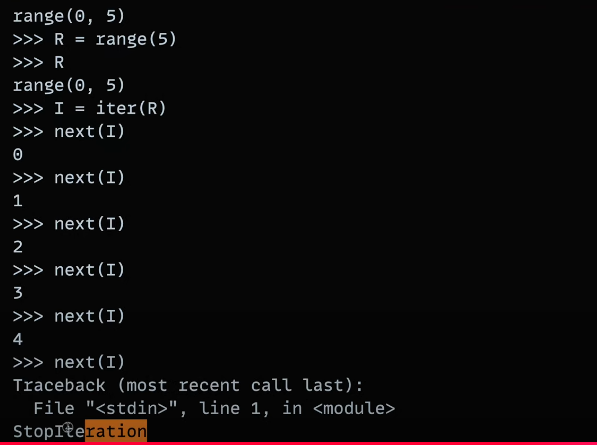 range(0, 5)
>>> R = range(5)
>>> R
range(0, 5)
>>> I = iter(R)
>>> next(I)
0
>>> next(I)
1
>>> next(I)
2
>>> next(I)
3
>>> next(I)
4
>>> next(I)
Traceback (most recent call last):
  File "<stdin>", line 1, in <module>
StopIteration